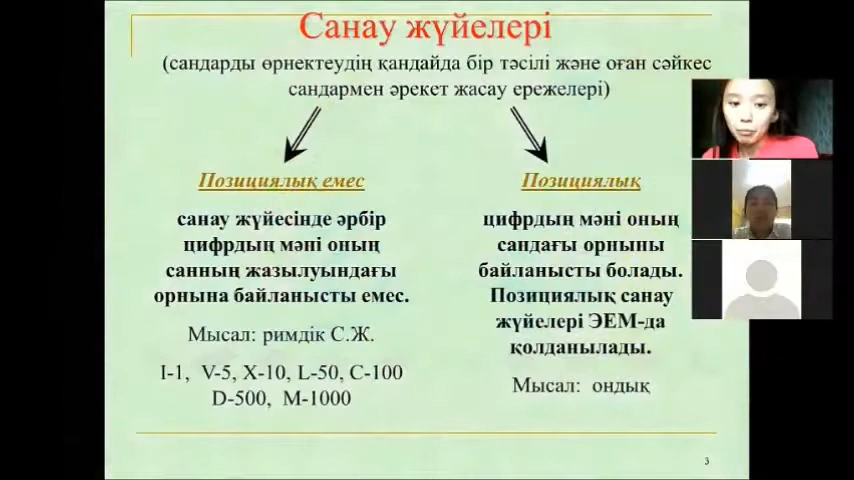 Санау жүйелері
(сандарды өрнектеудің қандайда бір тәсілі және оған сәйкес
сандармен әрекет жасау ережелері)
Позициялық емес
санау жүйесінде әрбір
цифрдың мәні оның
санның жазылуындағы
орнына байланысты емес.
Мысал: римдік С.Ж.
I-1, V-5, X-10, L-50, C-100
D-500, M-1000
Позициялық
цифрдың мәні оның
сандағы орныны
байланысты болады.
Позициялық санау
жүйелері ЭЕМ-да
қолданылады.
Мысал: ондық
3